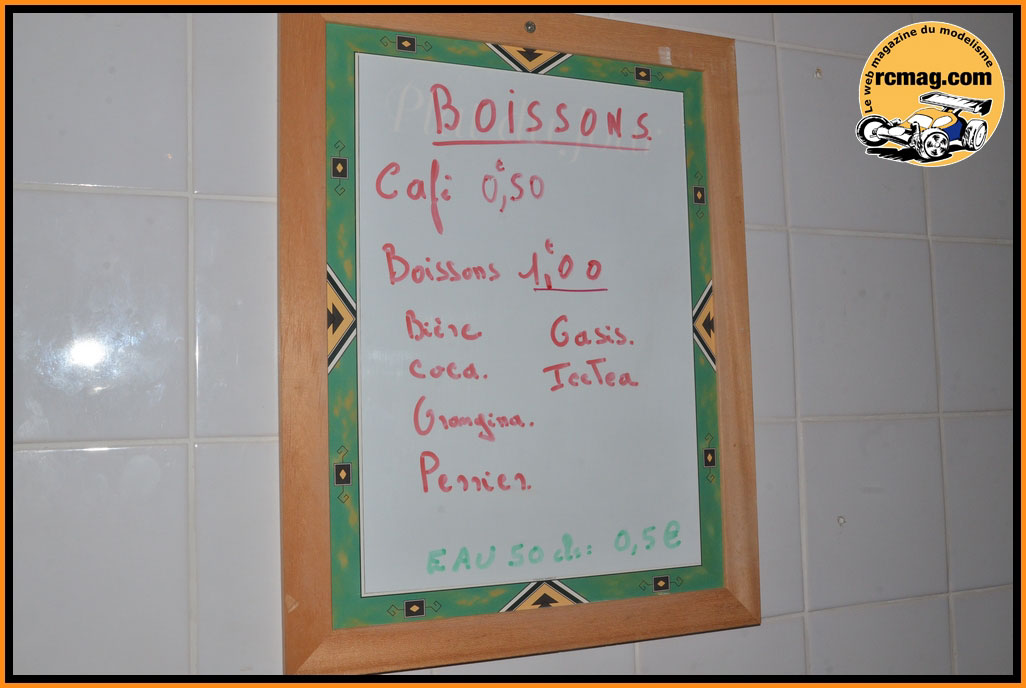 BOISSONS.
Café 0,€50
Boissons 1,€00
Bière
Oasis.
coca.
IceTea
Orangina.
Perrier.
EAU 50 cl: 0,5€
Le web magazine du modelisme
rcmag.com